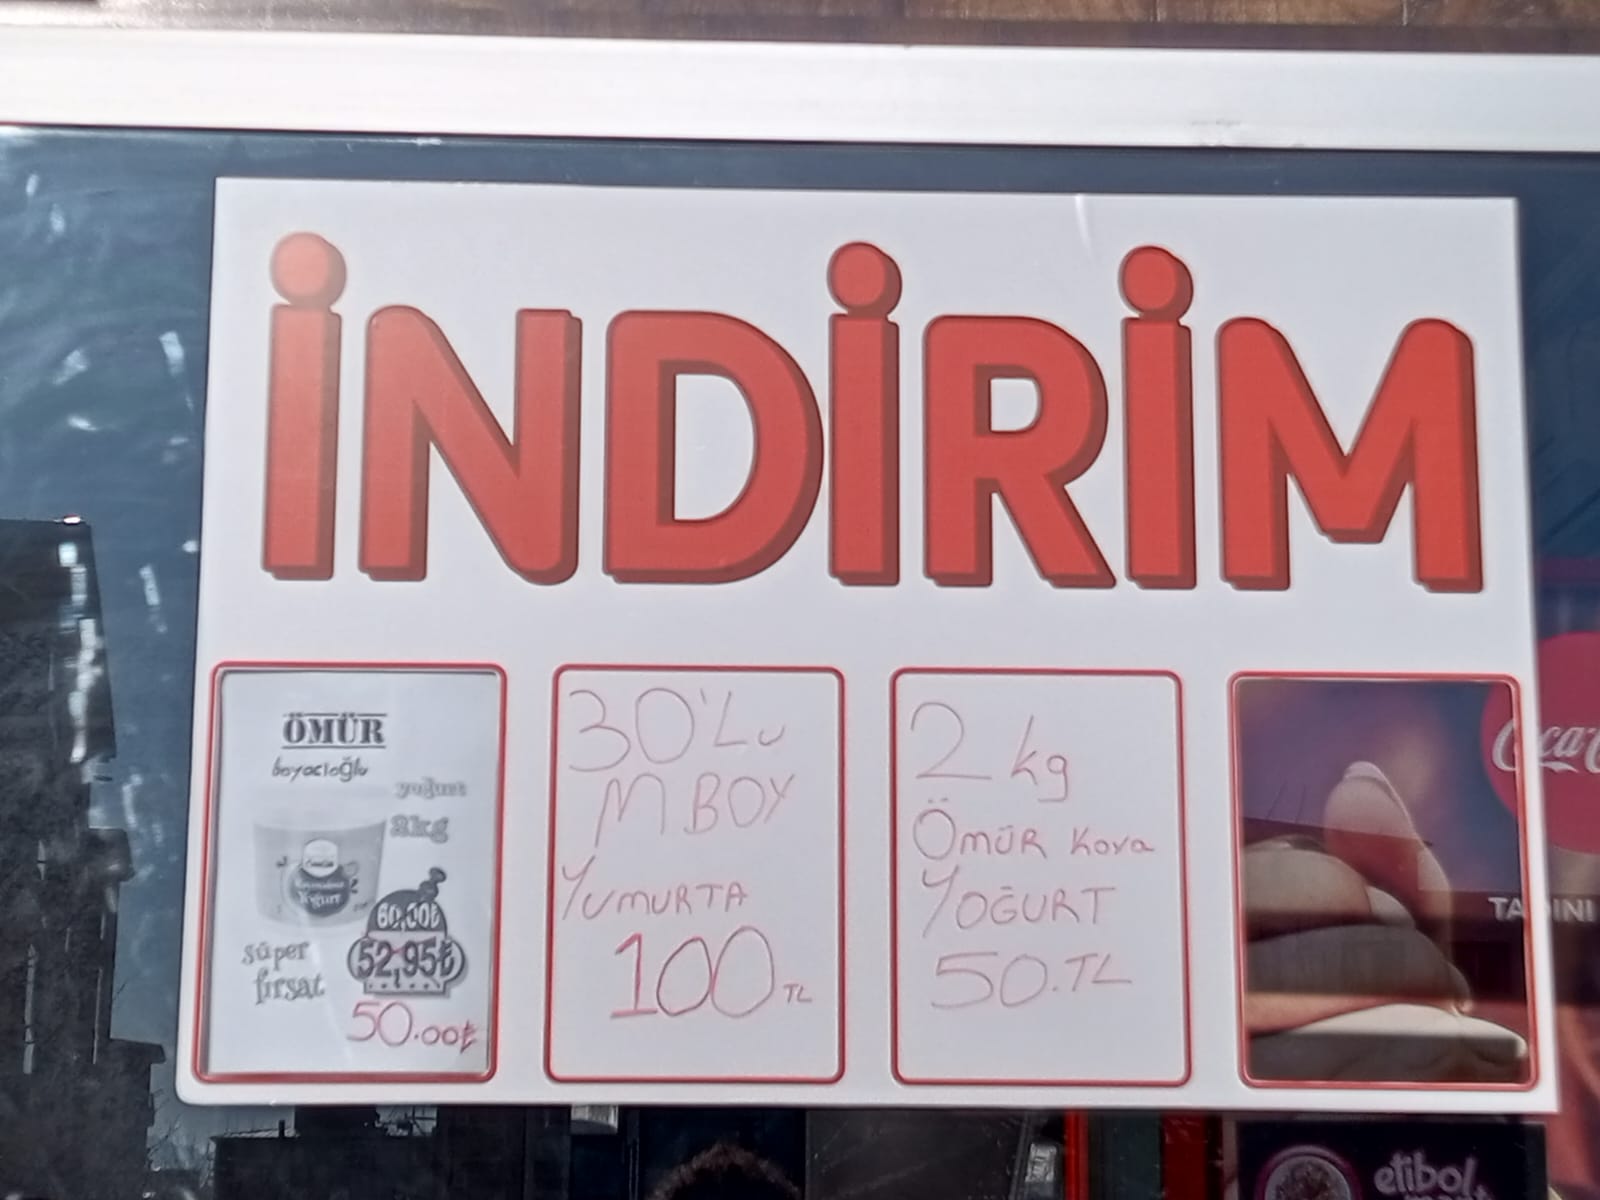 İNDİRİM
ÖMÜR
boyacıoğlu
yoğurt
2kg
Yoğurt
60,00₺
52,95₺
süper
fırsat
50.00₺
30'Lu
M BOY
YUMURTA
100 TL
2 kg
ÖMÜR Kova
YOĞURT
50.TL
Coca-C
TADINI
etibol